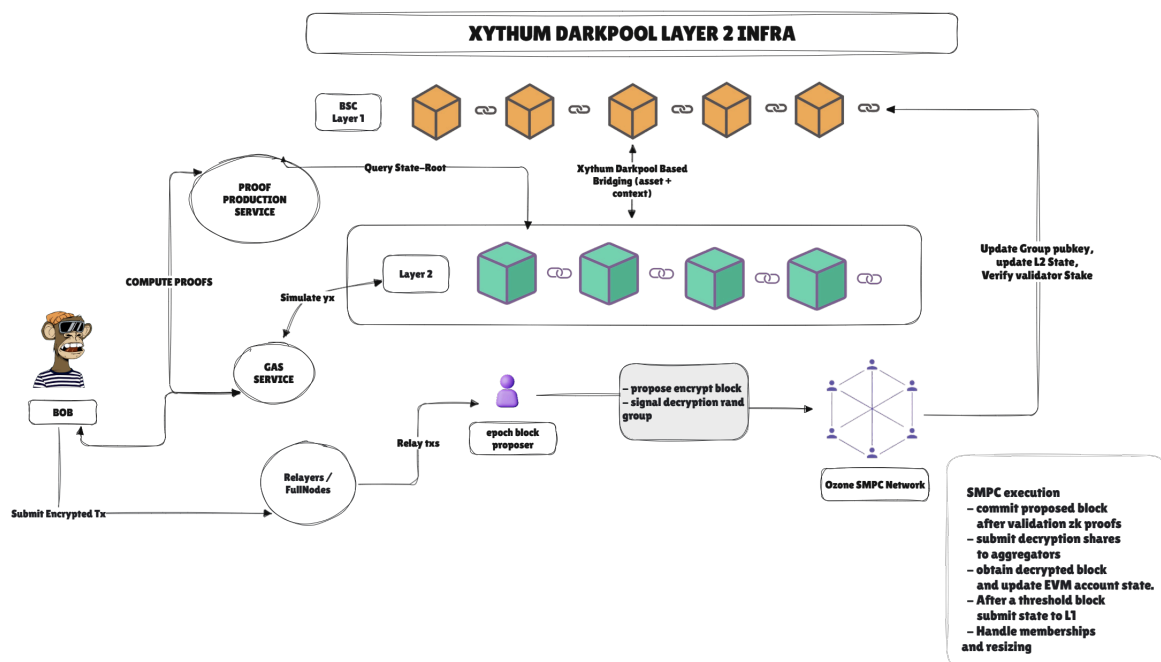 XYTHUM DARKPOOL LAYER 2 INFRA
BSC
Layer 1
Query State-Root
Xythum Darkpool Based
Bridging (asset +
context)
PROOF
PRODUCTION
SERVICE
Update Group pubkey,
update L2 State,
Verify validator Stake
COMPUTE PROOFS
Layer 2
Simulate yx
GAS
SERVICE
BOB
- propose encrypt block
- signal decryption rand
group
epoch block
proposer
Relay txs
Relayers /
FullNodes
Ozone SMPC Network
Submit Encrypted Tx
SMPC execution
- commit proposed block
after validation zk proofs
- submit decryption shares
to aggregators
- obtain decrypted block
and update EVM account state.
- After a threshold block
submit state to L1
- Handle memberships
and resizing